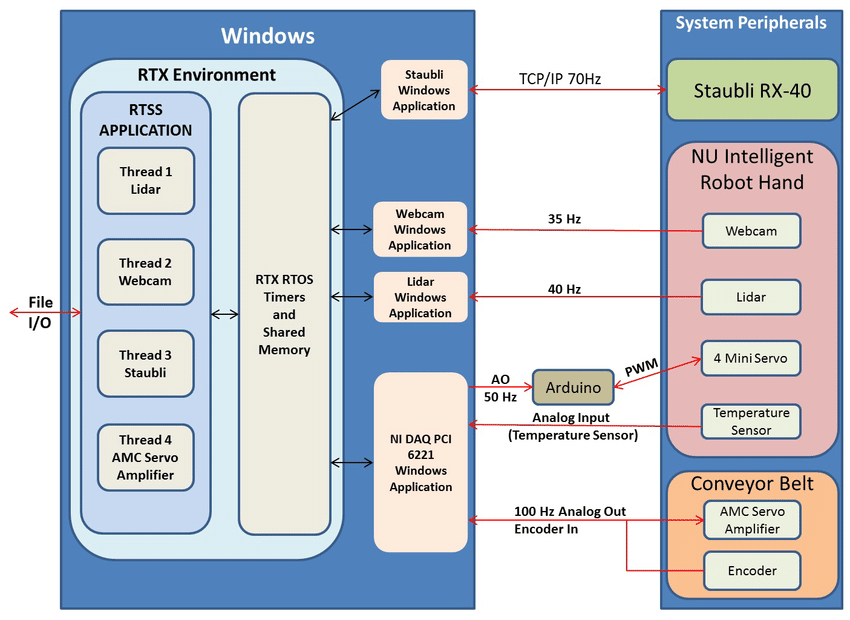 Windows
System Peripherals
RTX Environment
RTSS
APPLICATION
Thread 1
Lidar
Thread 2
Webcam
Thread 3
Staubli
Thread 4
AMC Servo
Amplifier
File
I/O
RTX RTOS
Timers
and
Shared
Memory
Staubli
Windows
Application
Webcam
Windows
Application
Lidar
Windows
Application
NI DAQ PCI
6221
Windows
Application
TCP/IP 70Hz
35 Hz
40 Hz
AO
50 Hz
Arduino
PWM
Analog Input
(Temperature Sensor)
100 Hz Analog Out
Encoder In
Staubli RX-40
NU Intelligent
Robot Hand
Webcam
Lidar
4 Mini Servo
Temperature
Sensor
Conveyor Belt
AMC Servo
Amplifier
Encoder